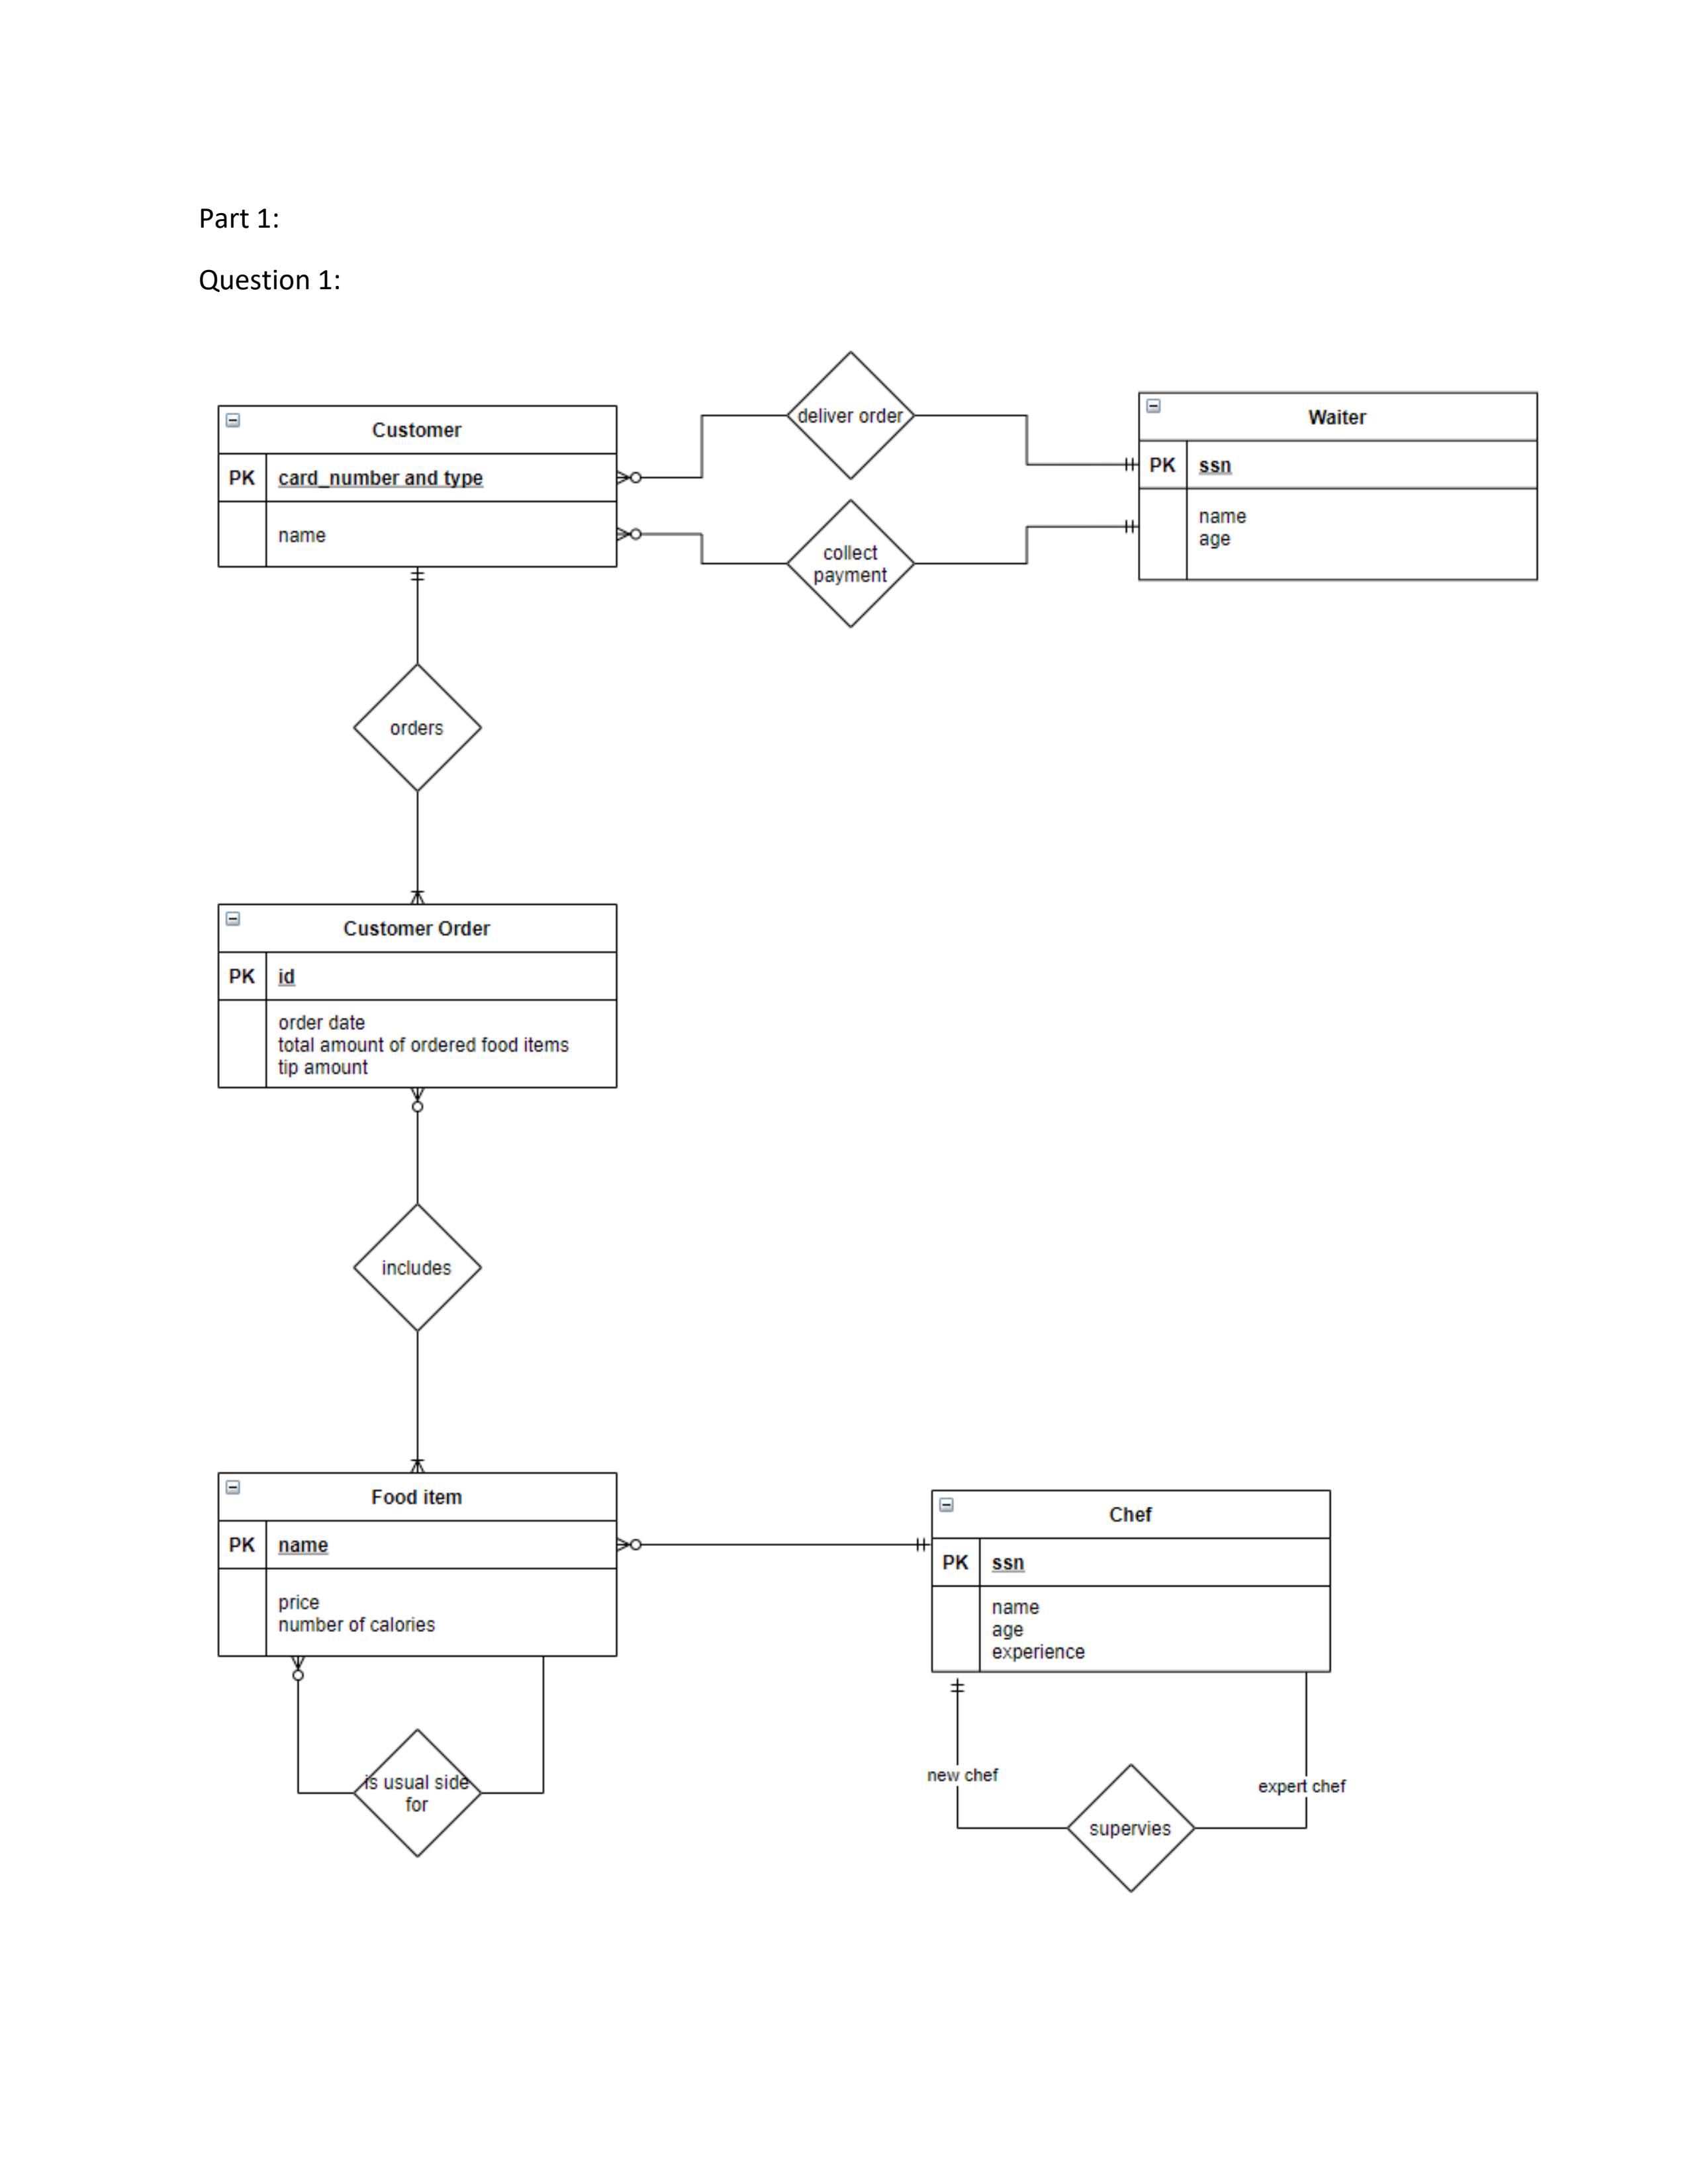 Part 1:
Question 1:
deliver order
Customer
PK card_number and type
name
Waiter
PK ssn
name
age
collect
payment
orders
Customer Order
PK id
order date
total amount of ordered food items
tip amount
includes
Food item
PK name
price
number of calories
Chef
PK ssn
name
age
experience
is usual side
for
new chef
expert chef
supervies